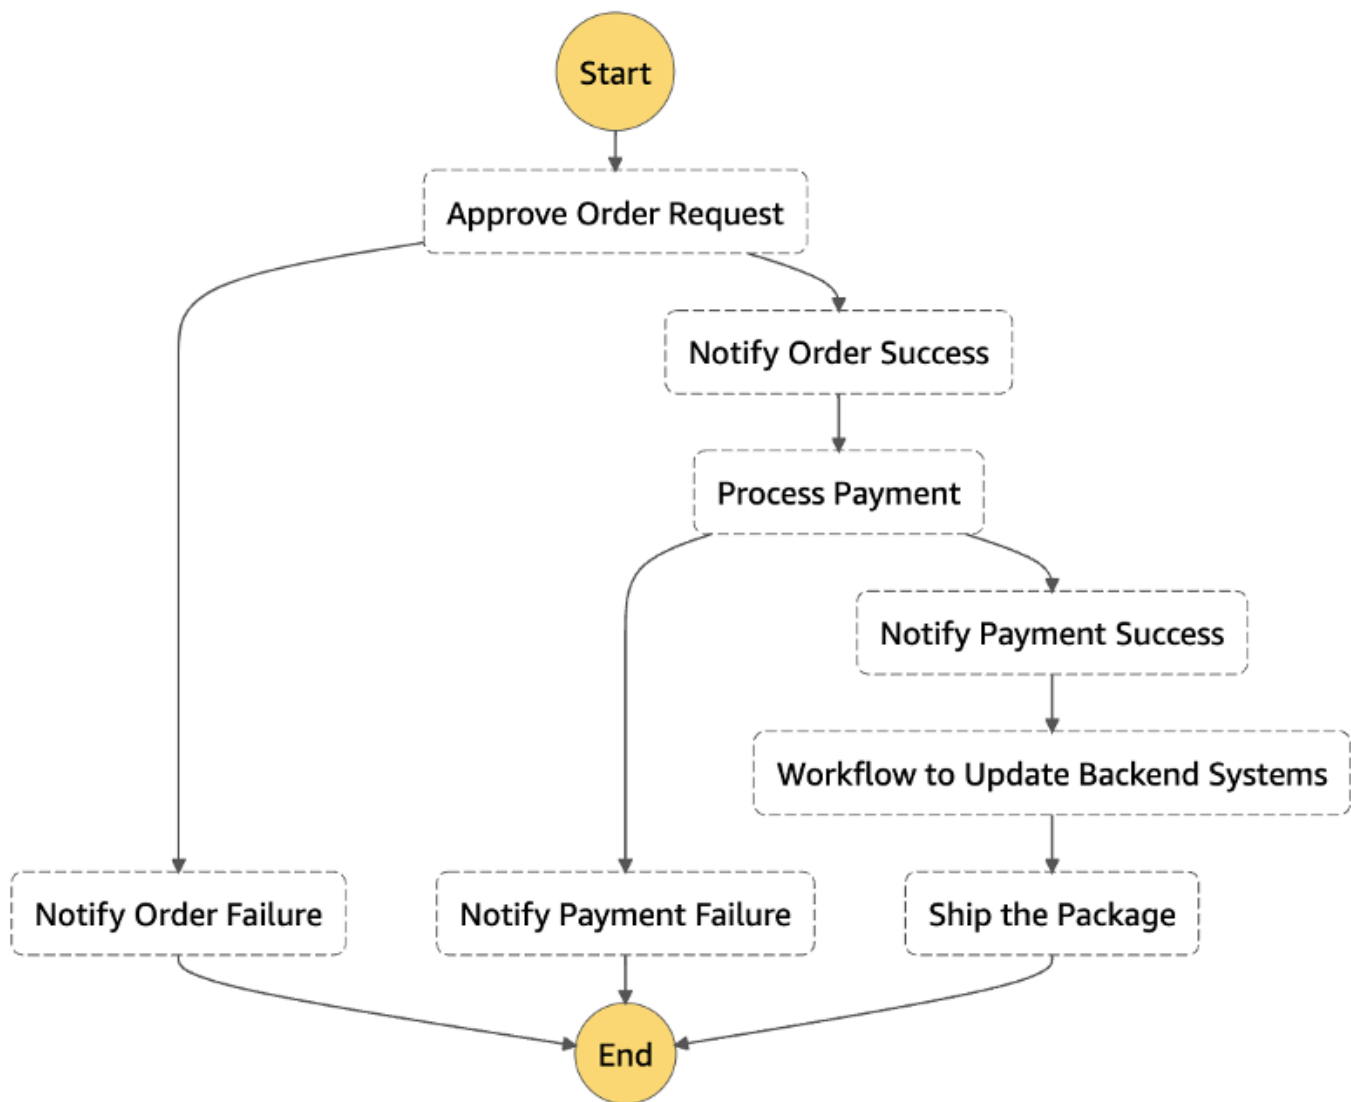 Start
Approve Order Request
Notify Order Success
Process Payment
Notify Payment Success
Workflow to Update Backend Systems
Notify Order Failure
Notify Payment Failure
Ship the Package
End